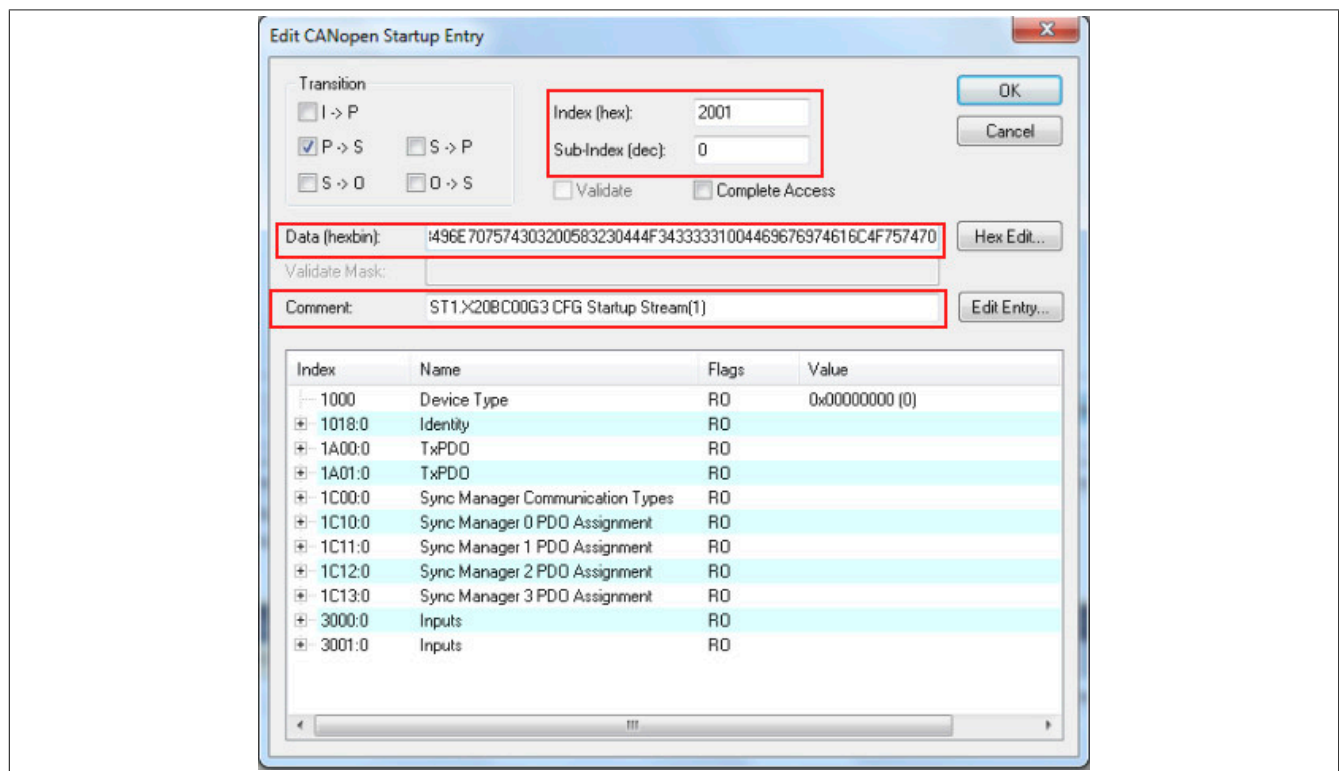 Edit CANopen Startup Entry
Transition
I -> P
P -> S
S -> P
S -> O
O -> S
Index (hex): 2001
Sub-Index (dec): 0
Validate
Complete Access
OK
Cancel
Data (hexbin):
Hex Edit...
Validate Mask:
Comment: ST1.X20BC00G3 CFG Startup Stream(1)
Edit Entry...
Index Name Flags Value
1000 Device Type RO 0x00000000 (0)
1018:0 Identity RO
1A00:0 TxPDO RO
1A01:0 TxPDO RO
1C00:0 Sync Manager Communication Types RO
1C10:0 Sync Manager 0 PDO Assignment RO
1C11:0 Sync Manager 1 PDO Assignment RO
1C12:0 Sync Manager 2 PDO Assignment RO
1C13:0 Sync Manager 3 PDO Assignment RO
3000:0 Inputs RO
3001:0 Inputs RO